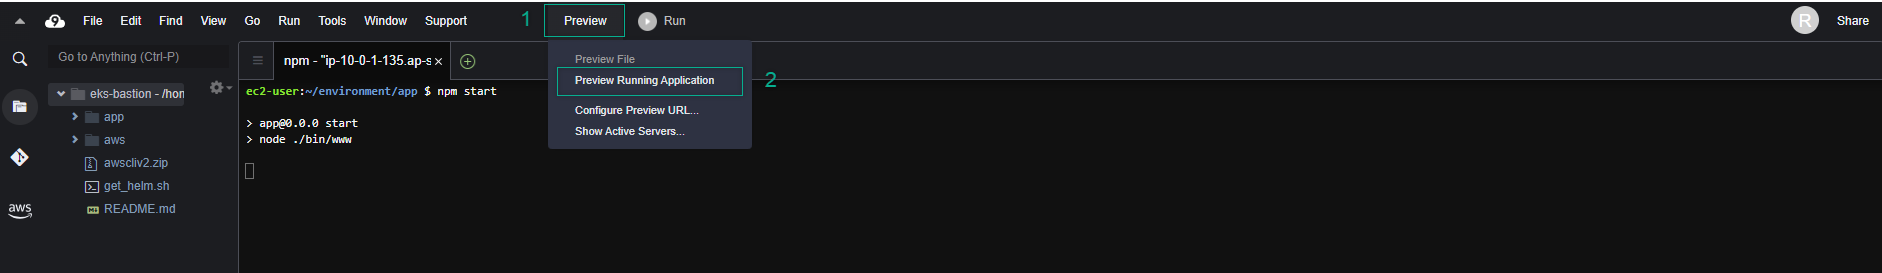 9 File Edit Find View Go Run Tools Window Support 1 Preview Run R Share
Go to Anything (Ctrl-P)
npm - "ip-10-0-1-135.ap-s ×
Preview File
Preview Running Application 2
Configure Preview URL...
Show Active Servers...
eks-bastion - /hon
app
aws
awscliv2.zip
get_helm.sh
README.md
aws
ec2-user:~/environment/app $ npm start
> app@0.0.0 start
> node ./bin/www